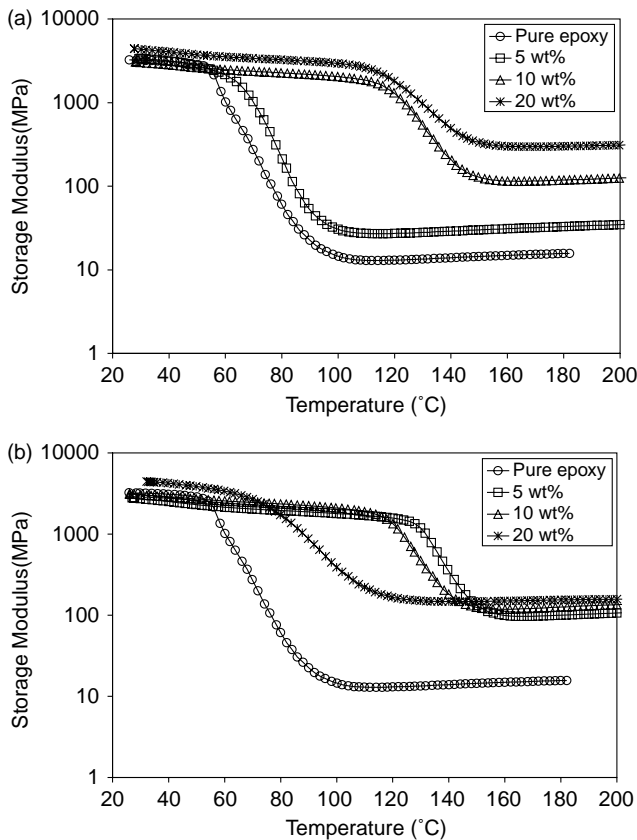 (a)
10000
1000
100
10
1
Storage Modulus(MPa)
Pure epoxy
5 wt%
10 wt%
20 wt%
20 40 60 80 100 120 140 160 180 200
Temperature (˚C)
(b)
10000
1000
100
10
1
Storage Modulus(MPa)
Pure epoxy
5 wt%
10 wt%
20 wt%
20 40 60 80 100 120 140 160 180 200
Temperature (˚C)